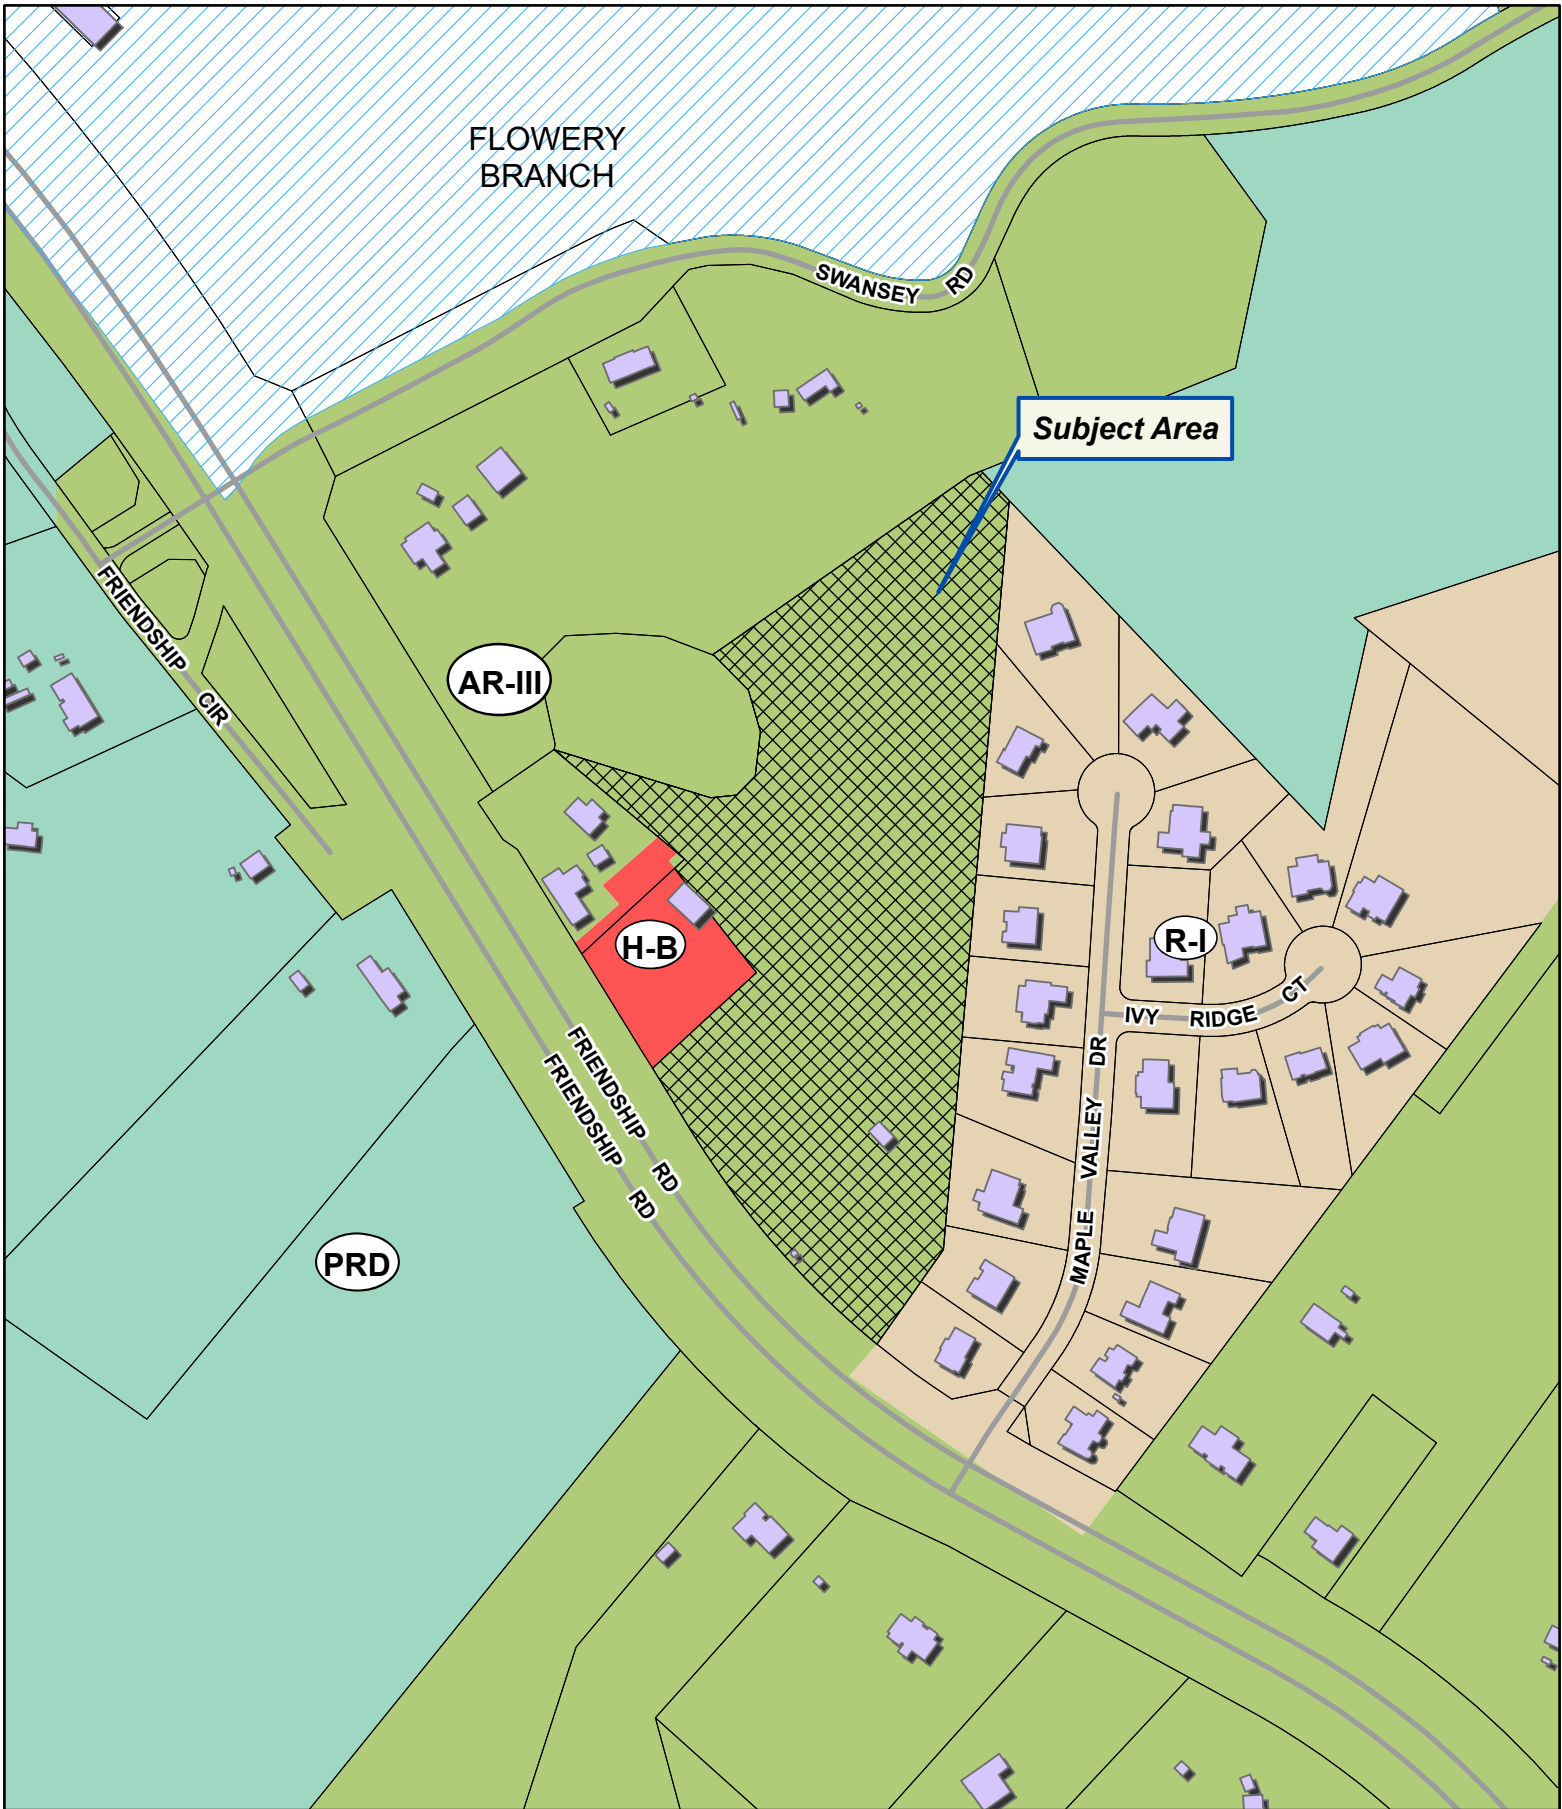 FLOWERY
BRANCH
SWANSEY RD
Subject Area
FRIENDSHIP CIR
AR-III
H-B
R-I
IVY RIDGE CT
FRIENDSHIP RD
FRIENDSHIP RD
MAPLE VALLEY DR
PRD